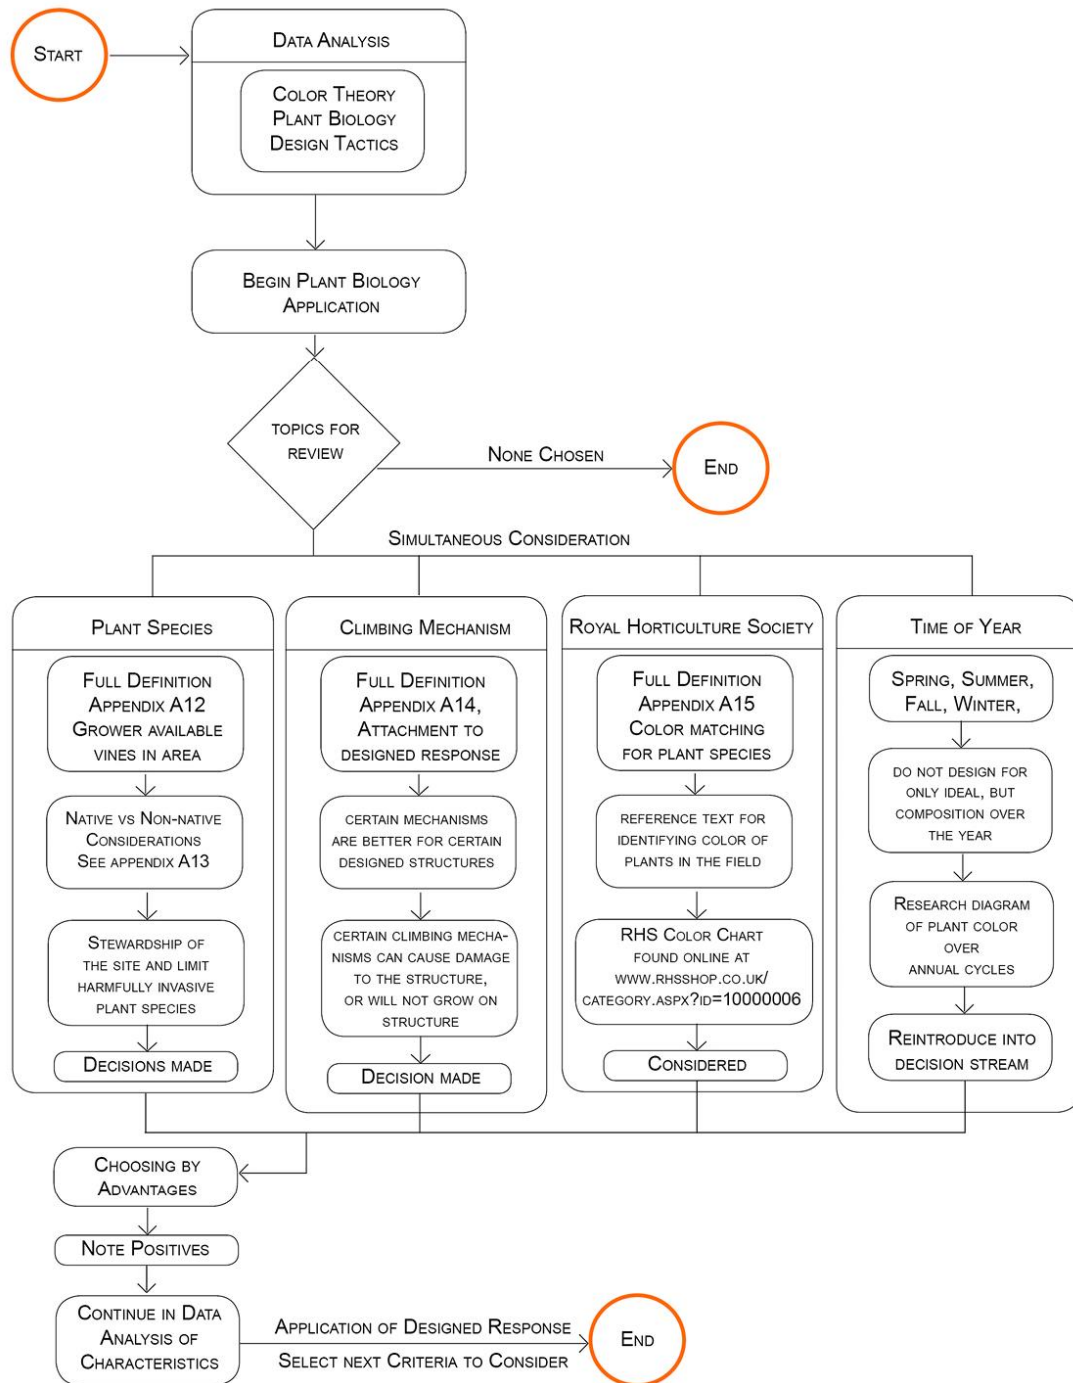 Start
Data Analysis
Color Theory
Plant Biology
Design Tactics
Begin Plant Biology
Application
topics for
review
None Chosen
End
Simultaneous Consideration
Plant Species
Full Definition
Appendix A12
Grower available
vines in area
Native vs Non-native
Considerations
See appendix A13
Stewardship of
the site and limit
harmfully invasive
plant species
Decisions made
Climbing Mechanism
Full Definition
Appendix A14,
Attachment to
designed response
certain mechanisms
are better for certain
designed structures
certain climbing mecha-
nisms can cause damage
to the structure,
or will not grow on
structure
Decision made
Royal Horticulture Society
Full Definition
Appendix A15
Color matching
for plant species
reference text for
identifying color of
plants in the field
RHS Color Chart
found online at
www.rhsshop.co.uk/
category.aspx?id=10000006
Considered
Time of Year
Spring, Summer,
Fall, Winter,
do not design for
only ideal, but
composition over
the year
Research diagram
of plant color
over
annual cycles
Reintroduce into
decision stream
Choosing by
Advantages
Note Positives
Continue in Data
Analysis of
Characteristics
Application of Designed Response
Select next Criteria to Consider
End